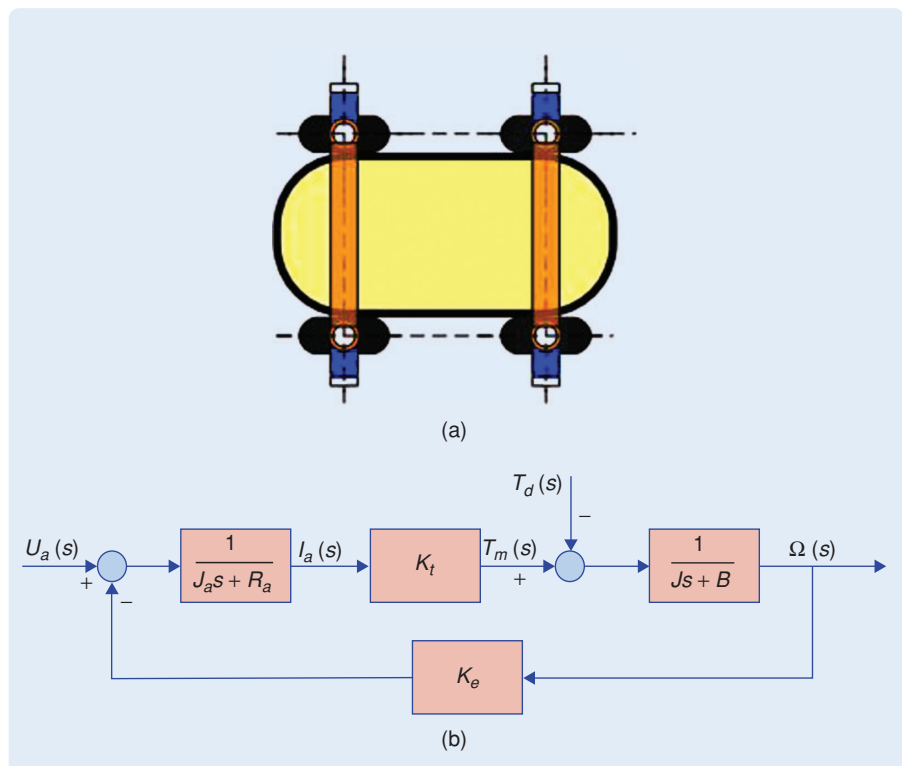 (a)
T_d (s)
−
U_a (s)
+
−
1
J_a s + R_a
I_a (s)
K_t
T_m (s)
+
1
Js + B
Ω (s)
K_e
(b)